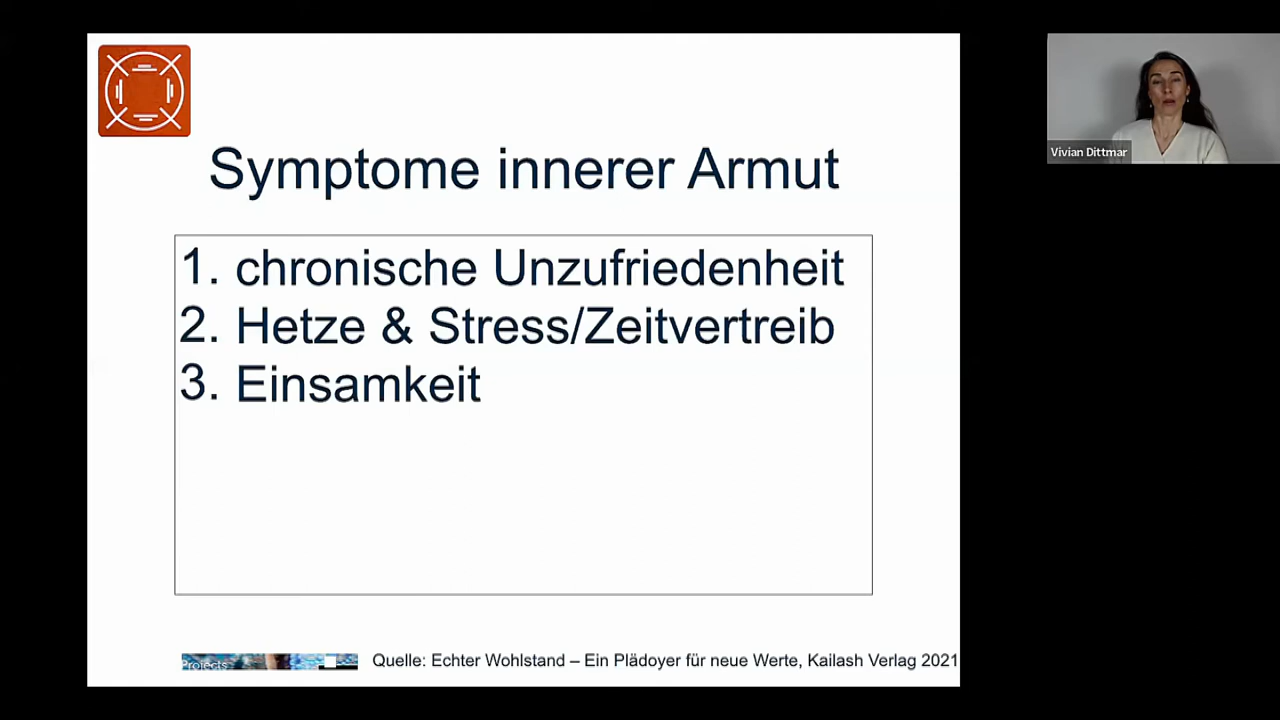 Symptome innerer Armut
1. chronische Unzufriedenheit
2. Hetze & Stress/Zeitvertreib
3. Einsamkeit
Projects
Quelle: Echter Wohlstand – Ein Plädoyer für neue Werte, Kailash Verlag 2021
Vivian Dittmar